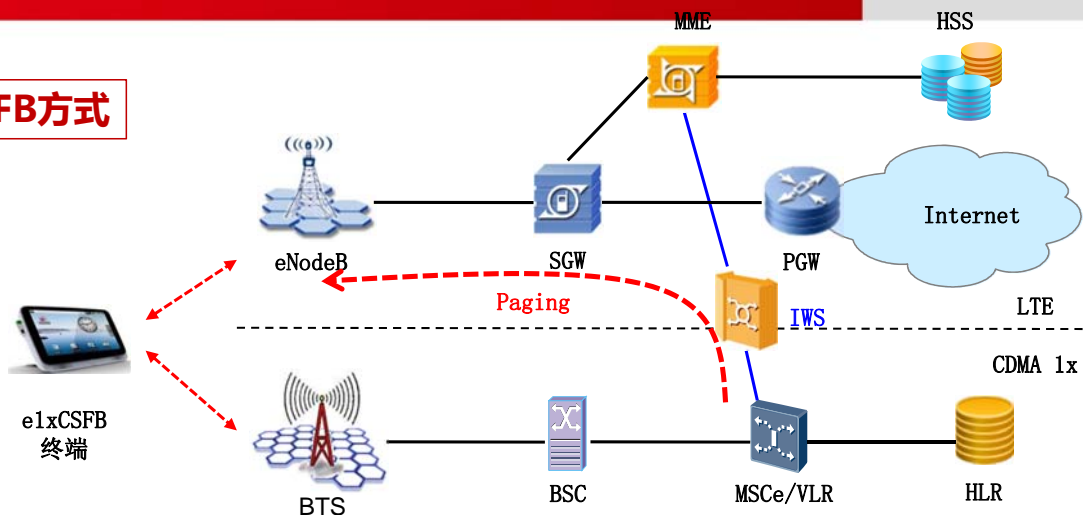 MME
HSS
FB方式
Internet
eNodeB
SGW
PGW
Paging
IWS
LTE
CDMA 1x
e1xCSFB
终端
BTS
BSC
MSCe/VLR
HLR